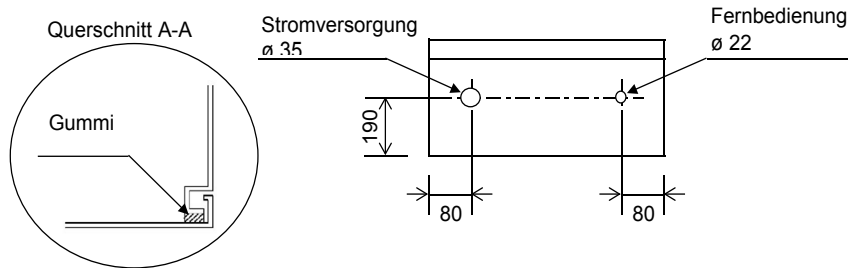 Querschnitt A-A
Gummi
Stromversorgung
ø 35
Fernbedienung
ø 22
190
80
80